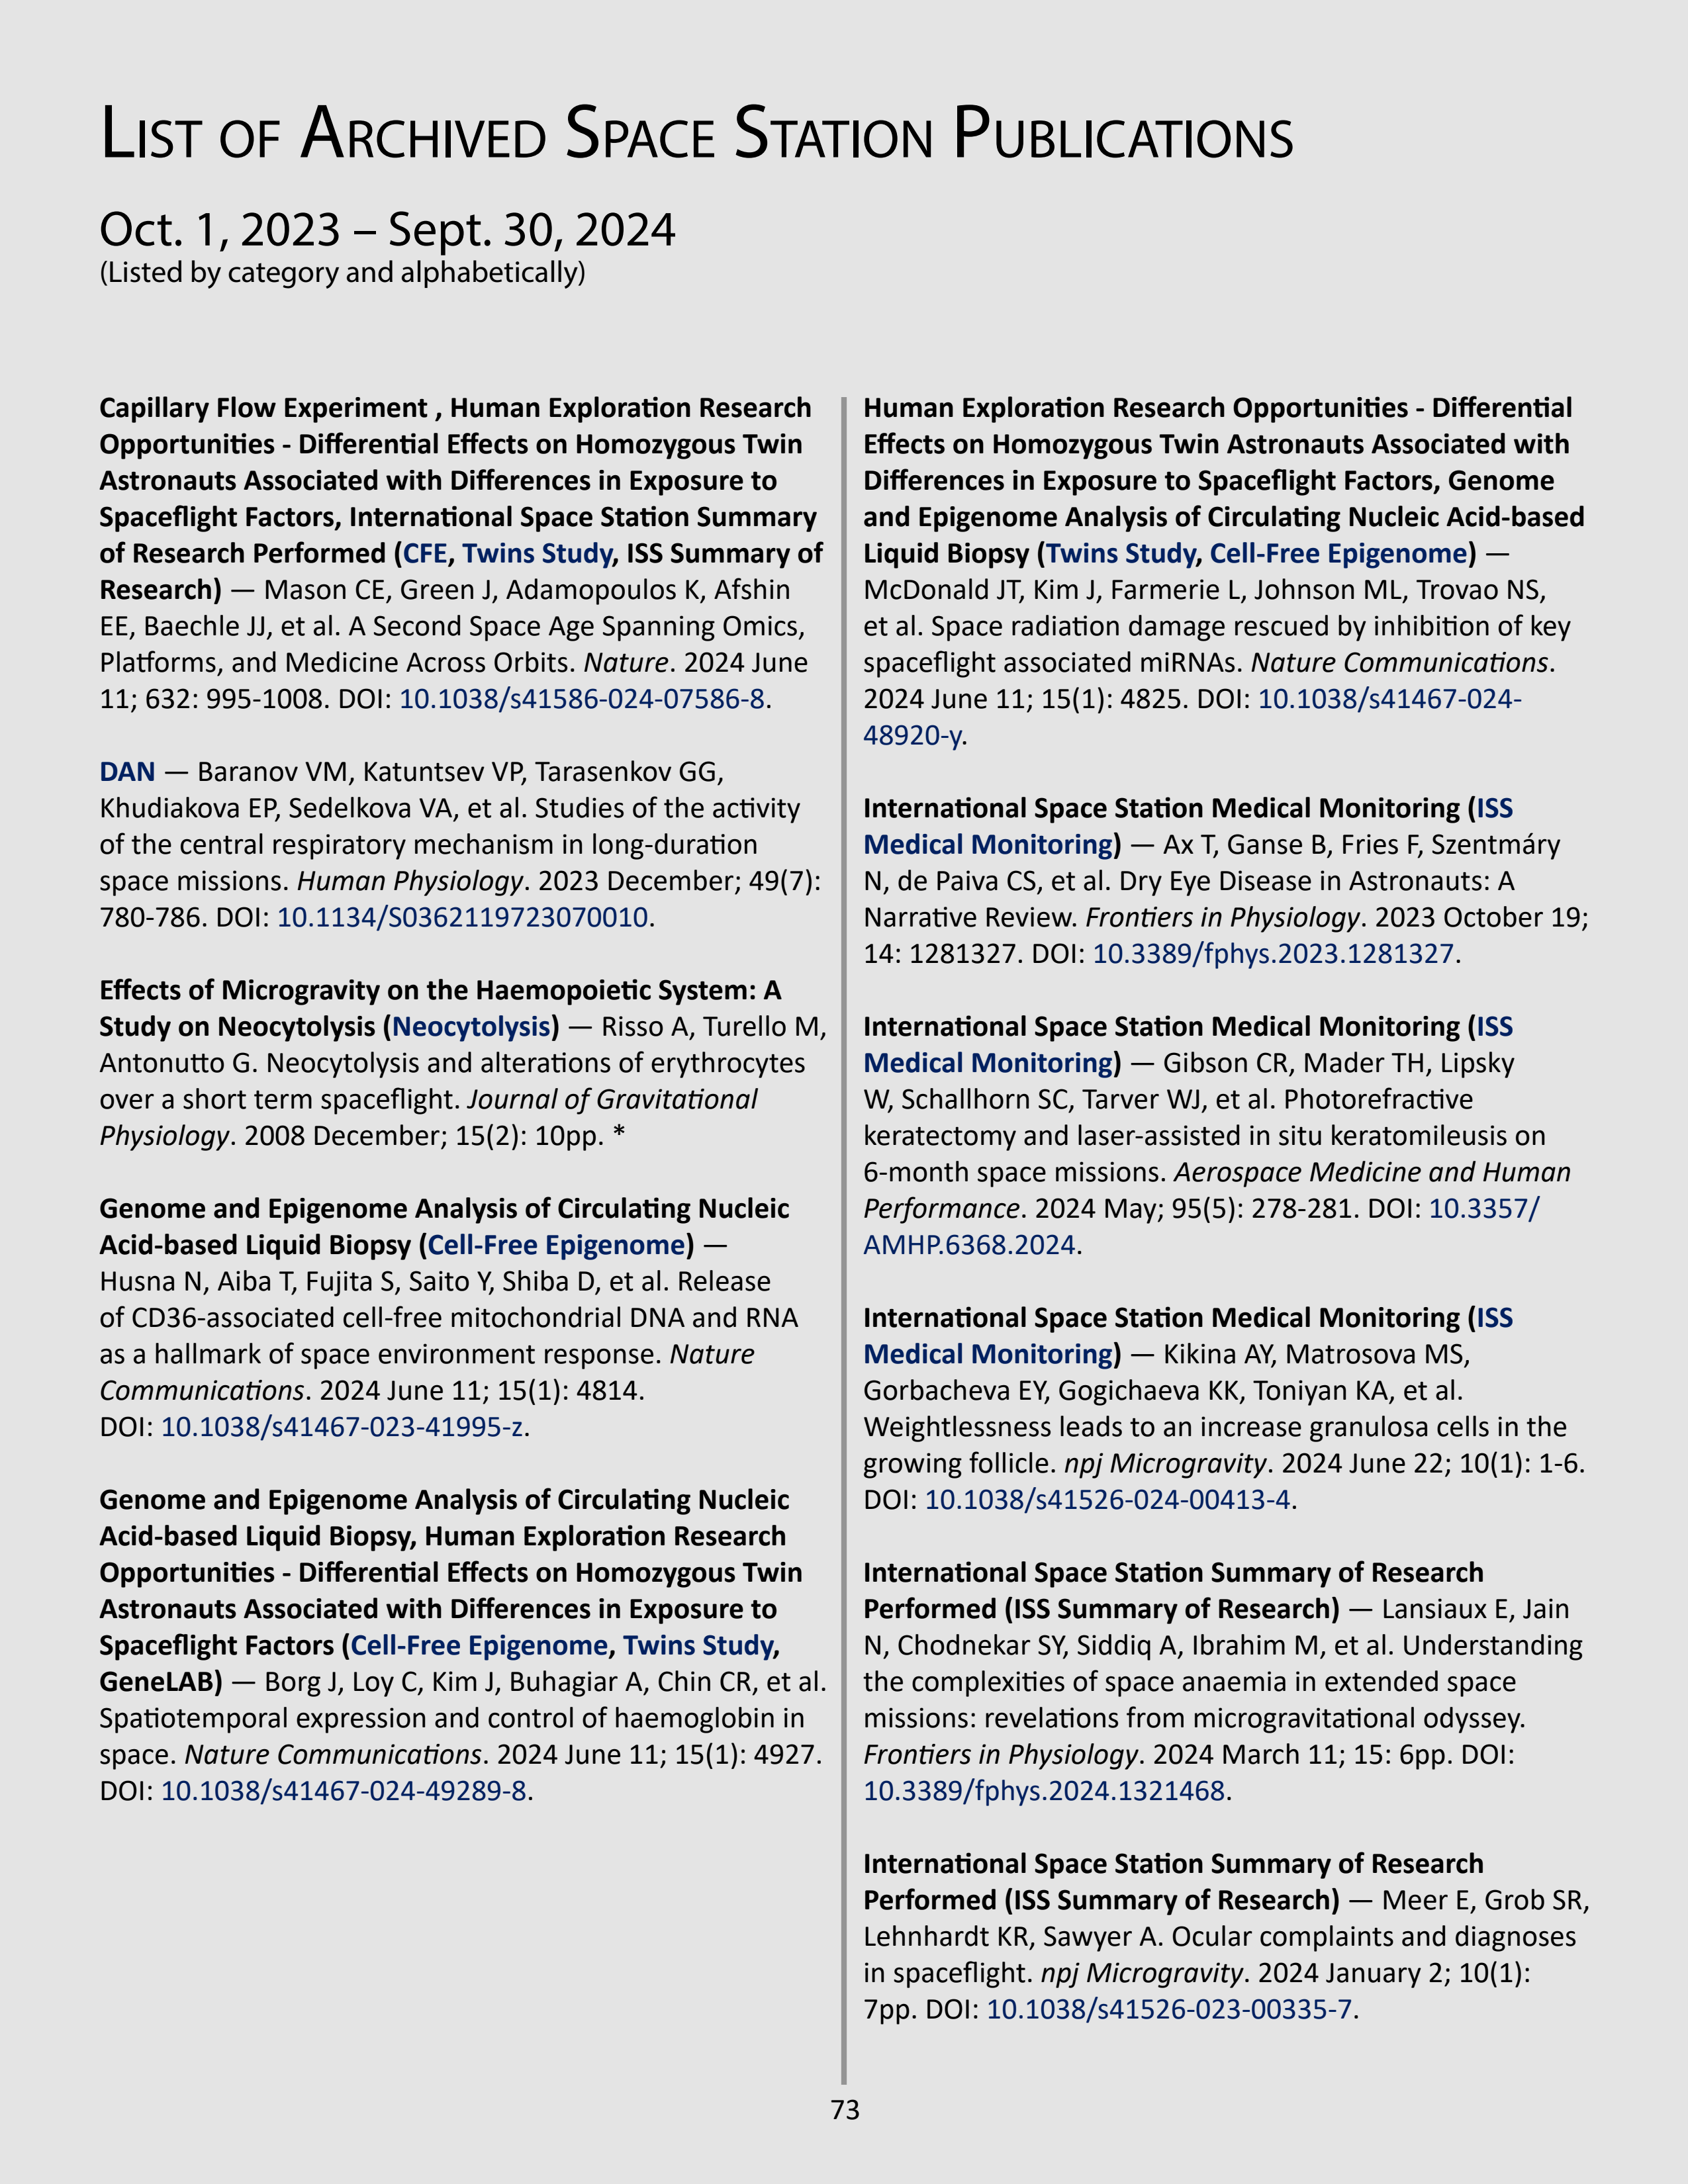 List of Archived Space Station Publications
Oct. 1, 2023 – Sept. 30, 2024
(Listed by category and alphabetically)
Capillary Flow Experiment , Human Exploration Research
Opportunities - Differential Effects on Homozygous Twin
Astronauts Associated with Differences in Exposure to
Spaceflight Factors, International Space Station Summary
of Research Performed (CFE, Twins Study, ISS Summary of
Research) — Mason CE, Green J, Adamopoulos K, Afshin
EE, Baechle JJ, et al. A Second Space Age Spanning Omics,
Platforms, and Medicine Across Orbits. Nature. 2024 June
11; 632: 995-1008. DOI: 10.1038/s41586-024-07586-8.
DAN — Baranov VM, Katuntsev VP, Tarasenkov GG,
Khudiakova EP, Sedelkova VA, et al. Studies of the activity
of the central respiratory mechanism in long-duration
space missions. Human Physiology. 2023 December; 49(7):
780-786. DOI: 10.1134/S0362119723070010.
Effects of Microgravity on the Haemopoietic System: A
Study on Neocytolysis (Neocytolysis) — Risso A, Turello M,
Antonutto G. Neocytolysis and alterations of erythrocytes
over a short term spaceflight. Journal of Gravitational
Physiology. 2008 December; 15(2): 10pp. *
Genome and Epigenome Analysis of Circulating Nucleic
Acid-based Liquid Biopsy (Cell-Free Epigenome) —
Husna N, Aiba T, Fujita S, Saito Y, Shiba D, et al. Release
of CD36-associated cell-free mitochondrial DNA and RNA
as a hallmark of space environment response. Nature
Communications. 2024 June 11; 15(1): 4814.
DOI: 10.1038/s41467-023-41995-z.
Genome and Epigenome Analysis of Circulating Nucleic
Acid-based Liquid Biopsy, Human Exploration Research
Opportunities - Differential Effects on Homozygous Twin
Astronauts Associated with Differences in Exposure to
Spaceflight Factors (Cell-Free Epigenome, Twins Study,
GeneLAB) — Borg J, Loy C, Kim J, Buhagiar A, Chin CR, et al.
Spatiotemporal expression and control of haemoglobin in
space. Nature Communications. 2024 June 11; 15(1): 4927.
DOI: 10.1038/s41467-024-49289-8.
Human Exploration Research Opportunities - Differential
Effects on Homozygous Twin Astronauts Associated with
Differences in Exposure to Spaceflight Factors, Genome
and Epigenome Analysis of Circulating Nucleic Acid-based
Liquid Biopsy (Twins Study, Cell-Free Epigenome) —
McDonald JT, Kim J, Farmerie L, Johnson ML, Trovao NS,
et al. Space radiation damage rescued by inhibition of key
spaceflight associated miRNAs. Nature Communications.
2024 June 11; 15(1): 4825. DOI: 10.1038/s41467-024-
48920-y.
International Space Station Medical Monitoring (ISS
Medical Monitoring) — Ax T, Ganse B, Fries F, Szentmáry
N, de Paiva CS, et al. Dry Eye Disease in Astronauts: A
Narrative Review. Frontiers in Physiology. 2023 October 19;
14: 1281327. DOI: 10.3389/fphys.2023.1281327.
International Space Station Medical Monitoring (ISS
Medical Monitoring) — Gibson CR, Mader TH, Lipsky
W, Schallhorn SC, Tarver WJ, et al. Photorefractive
keratectomy and laser-assisted in situ keratomileusis on
6-month space missions. Aerospace Medicine and Human
Performance. 2024 May; 95(5): 278-281. DOI: 10.3357/
AMHP.6368.2024.
International Space Station Medical Monitoring (ISS
Medical Monitoring) — Kikina AY, Matrosova MS,
Gorbacheva EY, Gogichaeva KK, Toniyan KA, et al.
Weightlessness leads to an increase granulosa cells in the
growing follicle. npj Microgravity. 2024 June 22; 10(1): 1-6.
DOI: 10.1038/s41526-024-00413-4.
International Space Station Summary of Research
Performed (ISS Summary of Research) — Lansiaux E, Jain
N, Chodnekar SY, Siddiq A, Ibrahim M, et al. Understanding
the complexities of space anaemia in extended space
missions: revelations from microgravitational odyssey.
Frontiers in Physiology. 2024 March 11; 15: 6pp. DOI:
10.3389/fphys.2024.1321468.
International Space Station Summary of Research
Performed (ISS Summary of Research) — Meer E, Grob SR,
Lehnhardt KR, Sawyer A. Ocular complaints and diagnoses
in spaceflight. npj Microgravity. 2024 January 2; 10(1):
7pp. DOI: 10.1038/s41526-023-00335-7.
73